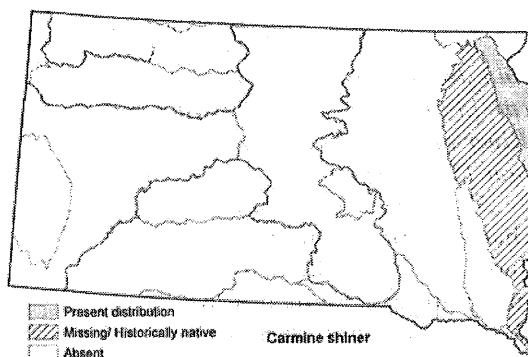 Present distribution
Missing/ Historically native
Absent
Carmine shiner